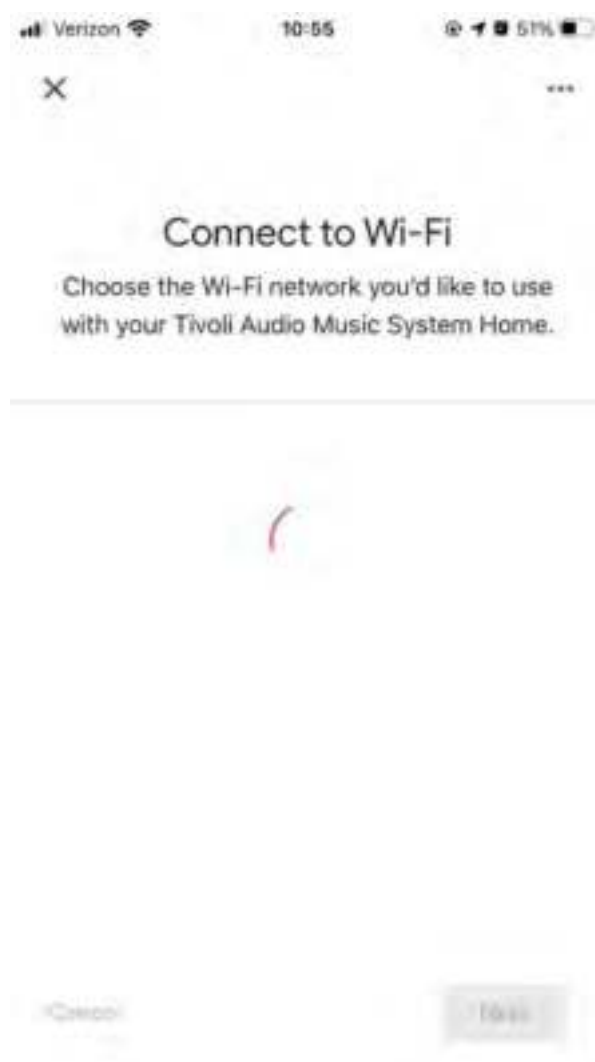 Verizon 10:55 51%
Connect to Wi-Fi
Choose the Wi-Fi network you'd like to use
with your Tivoli Audio Music System Home.